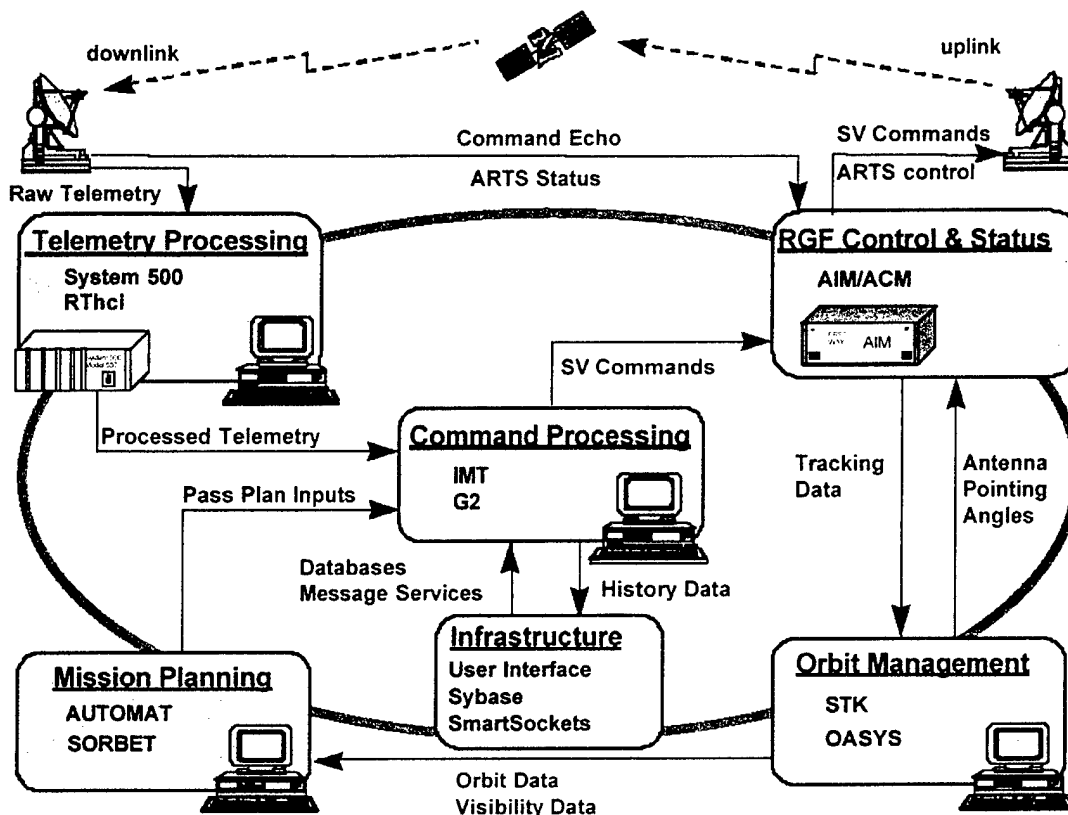 downlink
uplink
Command Echo
SV Commands
ARTS Status
ARTS control
Raw Telemetry
Telemetry Processing
System 500
RThci
RGF Control & Status
AIM/ACM
AIM
SV Commands
Processed Telemetry
Command Processing
IMT
G2
Tracking
Data
Antenna
Pointing
Angles
Pass Plan Inputs
Databases
Message Services
History Data
Infrastructure
User Interface
Sybase
SmartSockets
Mission Planning
AUTOMAT
SORBET
Orbit Management
STK
OASYS
Orbit Data
Visibility Data